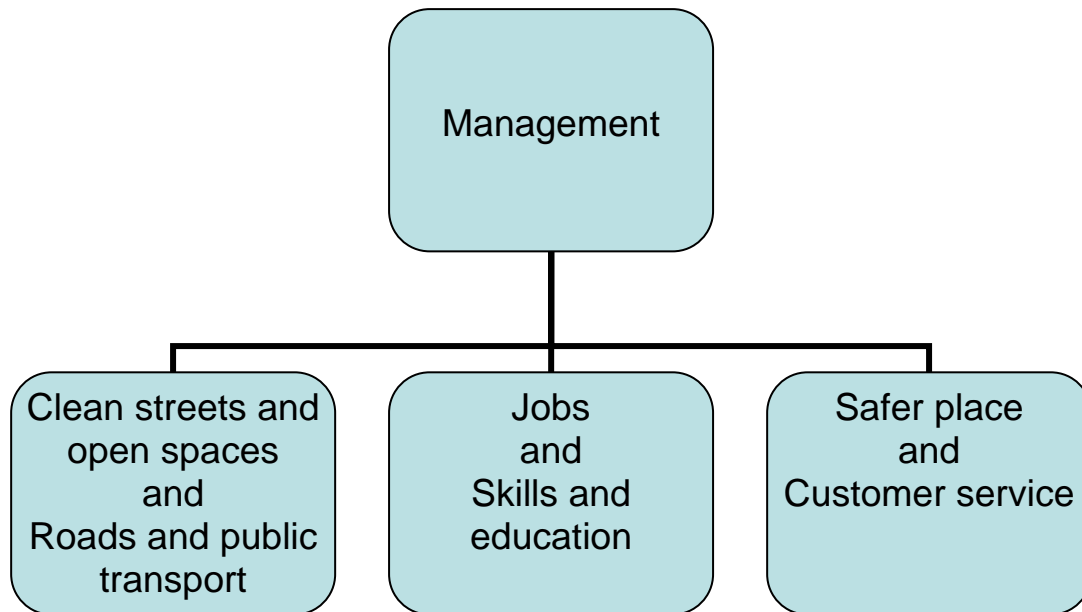 Management
Clean streets and
open spaces
and
Roads and public
transport
Jobs
and
Skills and
education
Safer place
and
Customer service